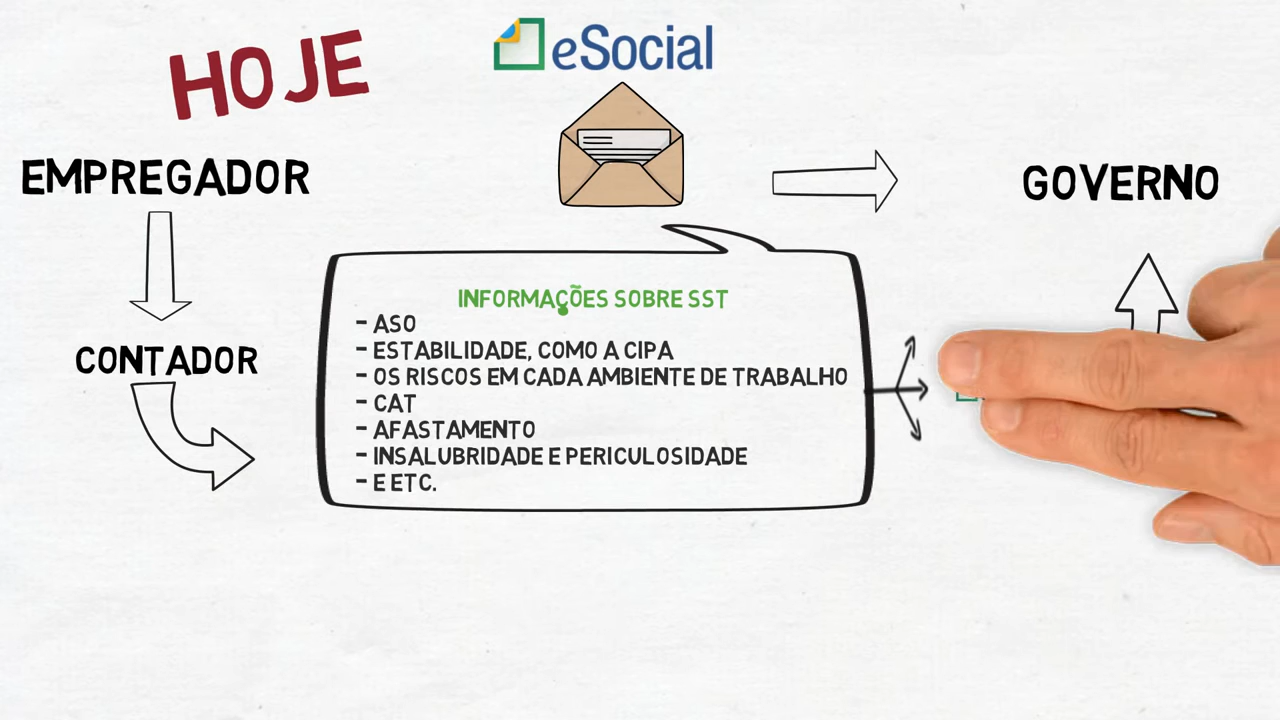 HOJE
eSocial
EMPREGADOR
GOVERNO
CONTADOR
INFORMAÇÕES SOBRE SST
- ASO
- ESTABILIDADE, COMO A CIPA
- OS RISCOS EM CADA AMBIENTE DE TRABALHO
- CAT
- AFASTAMENTO
- INSALUBRIDADE E PERICULOSIDADE
- E ETC.